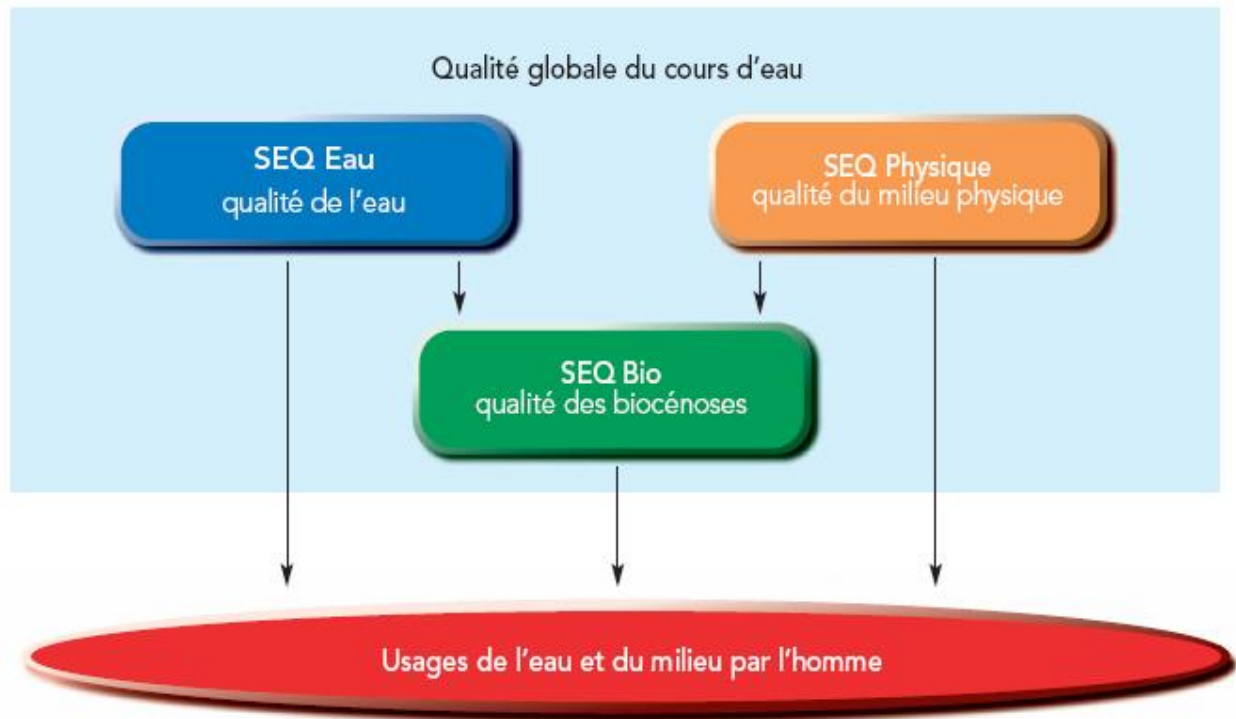 Qualité globale du cours d'eau
SEQ Eau
qualité de l'eau
SEQ Physique
qualité du milieu physique
SEQ Bio
qualité des biocénoses
Usages de l'eau et du milieu par l'homme